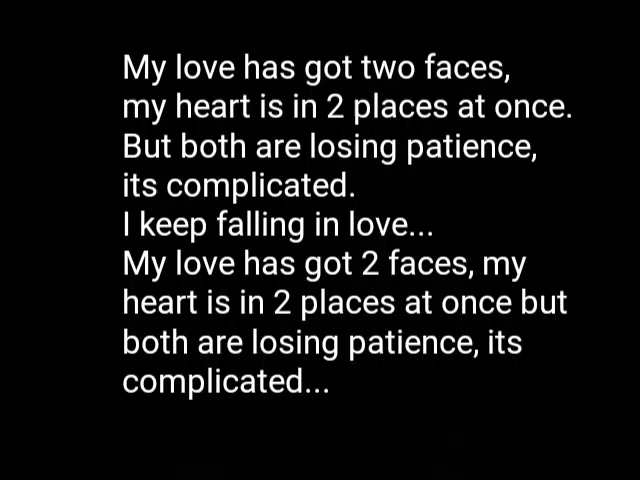 My love has got two faces,
my heart is in 2 places at once.
But both are losing patience,
its complicated.
I keep falling in love...
My love has got 2 faces, my
heart is in 2 places at once but
both are losing patience, its
complicated...